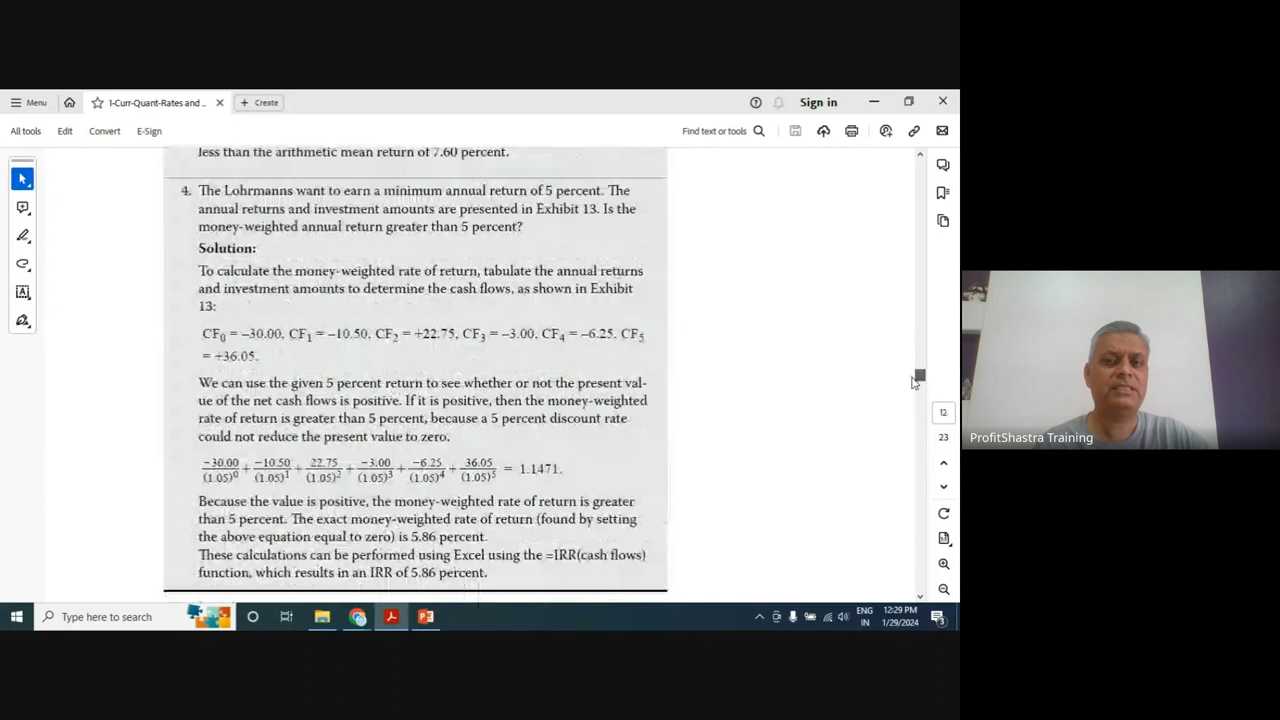 Menu
1-Curr-Quant-Rates and ...
Create
Sign in
All tools
Edit
Convert
E-Sign
Find text or tools
less than the arithmetic mean return of 7.60 percent.
4. The Lohrmanns want to earn a minimum annual return of 5 percent. The
annual returns and investment amounts are presented in Exhibit 13. Is the
money-weighted annual return greater than 5 percent?
Solution:
To calculate the money-weighted rate of return, tabulate the annual returns
and investment amounts to determine the cash flows, as shown in Exhibit
13:
CF₀ = –30.00, CF₁ = –10.50, CF₂ = +22.75, CF₃ = –3.00, CF₄ = –6.25, CF₅
= +36.05.
We can use the given 5 percent return to see whether or not the present val-
ue of the net cash flows is positive. If it is positive, then the money-weighted
rate of return is greater than 5 percent, because a 5 percent discount rate
could not reduce the present value to zero.
–30.00/(1.05)⁰ + –10.50/(1.05)¹ + 22.75/(1.05)² + –3.00/(1.05)³ + –6.25/(1.05)⁴ + 36.05/(1.05)⁵ = 1.1471.
Because the value is positive, the money-weighted rate of return is greater
than 5 percent. The exact money-weighted rate of return (found by setting
the above equation equal to zero) is 5.86 percent.
These calculations can be performed using Excel using the =IRR(cash flows)
function, which results in an IRR of 5.86 percent.
12
23
ProfitShastra Training
Type here to search
ENG
IN
12:29 PM
1/29/2024
3